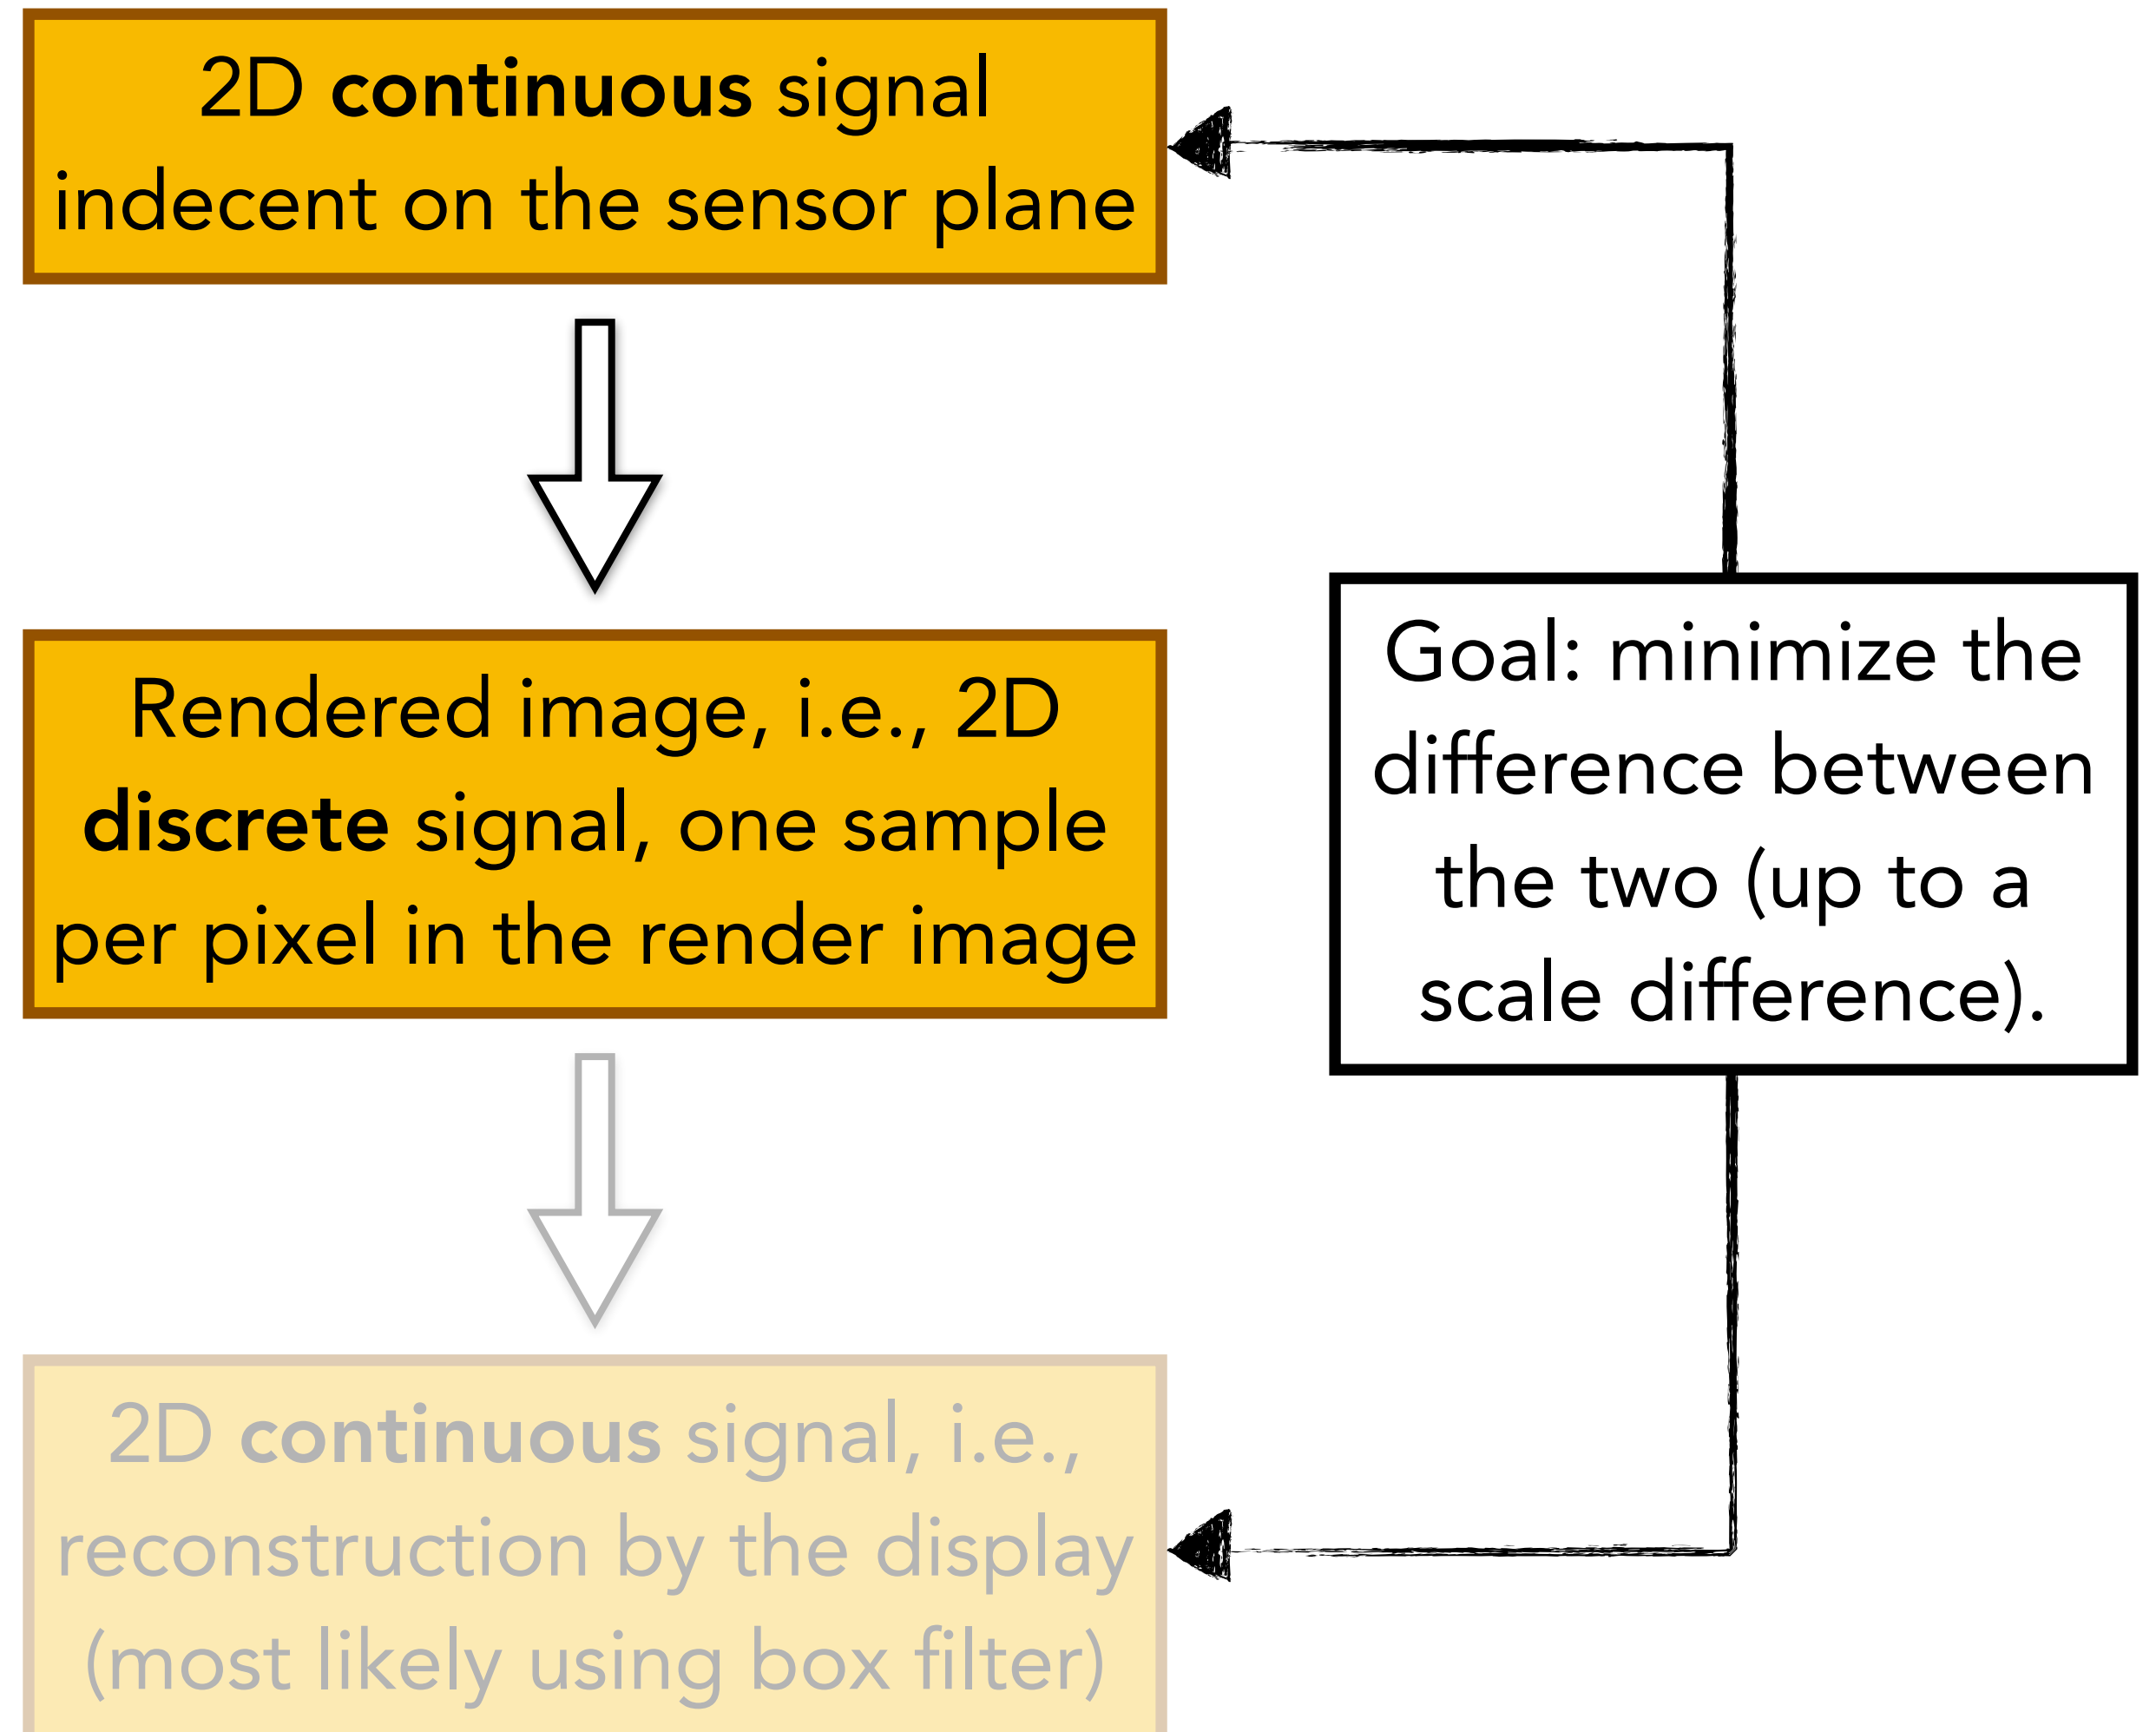 2D continuous signal
indecent on the sensor plane
Rendered image, i.e., 2D
discrete signal, one sample
per pixel in the render image
Goal: minimize the
difference between
the two (up to a
scale difference).
2D continuous signal, i.e.,
reconstruction by the display
(most likely using box filter)